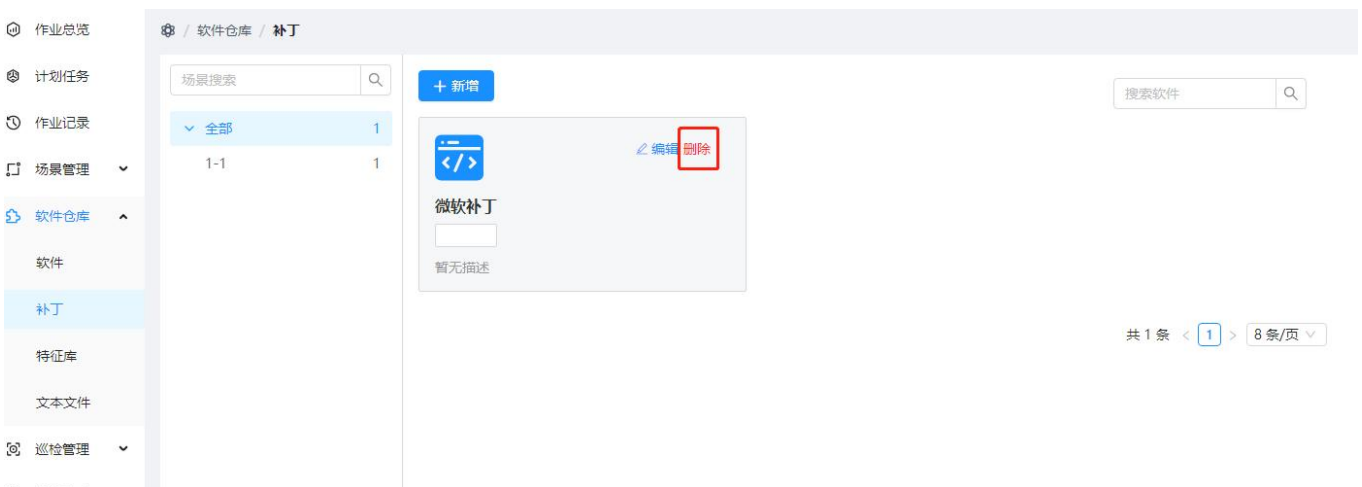 作业总览
计划任务
作业记录
场景管理
软件仓库
软件
补丁
特征库
文本文件
巡检管理
/ 软件仓库 / 补丁
场景搜索
全部 1
1-1 1
+ 新增
搜索软件
编辑 删除
</>
微软补丁
暂无描述
共 1 条 < 1 > 8 条/页